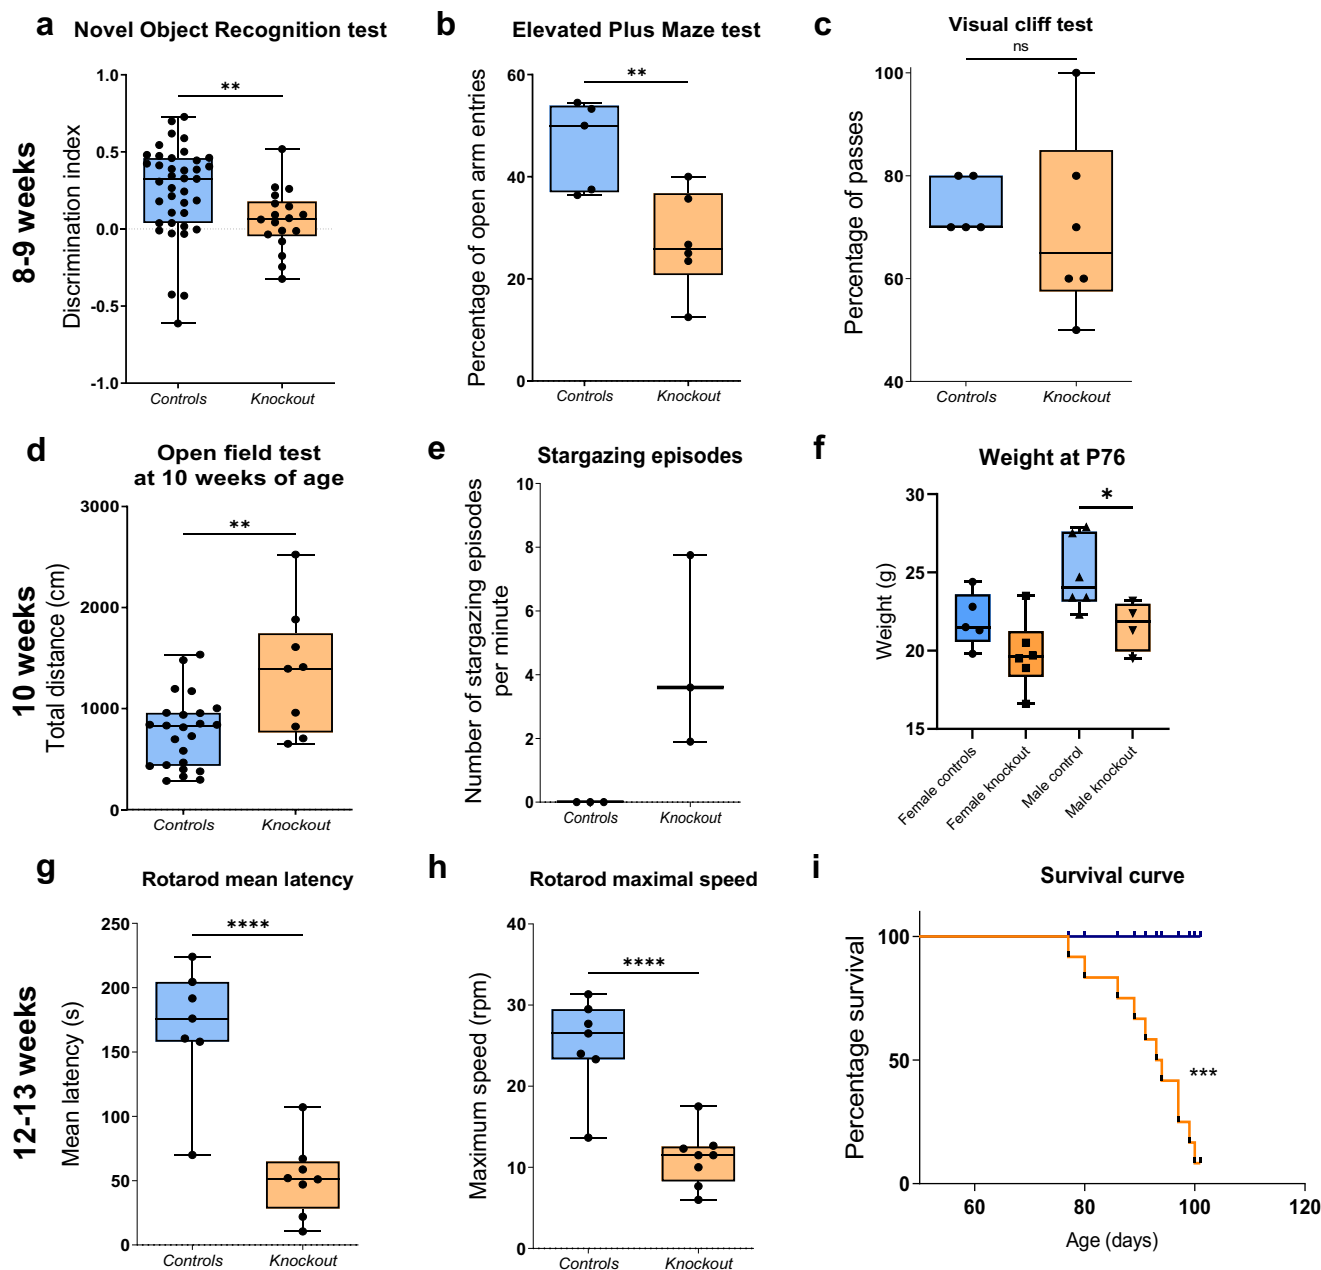 a Novel Object Recognition test
8-9 weeks
Discrimination index
1.0
0.5
0.0
-0.5
-1.0
**
Controls Knockout
b Elevated Plus Maze test
Percentage of open arm entries
60
40
20
0
**
Controls Knockout
c Visual cliff test
ns
Percentage of passes
100
80
60
40
Controls Knockout
d Open field test
at 10 weeks of age
10 weeks
Total distance (cm)
3000
2000
1000
0
**
Controls Knockout
e Stargazing episodes
Number of stargazing episodes
per minute
10
8
6
4
2
0
Controls Knockout
f Weight at P76
Weight (g)
30
25
20
15
*
Female controls
Female knockout
Male control
Male knockout
g Rotarod mean latency
12-13 weeks
Mean latency (s)
250
200
150
100
50
0
****
Controls Knockout
h Rotarod maximal speed
Maximum speed (rpm)
40
30
20
10
0
****
Controls Knockout
i Survival curve
Percentage survival
100
50
0
***
60 80 100 120
Age (days)